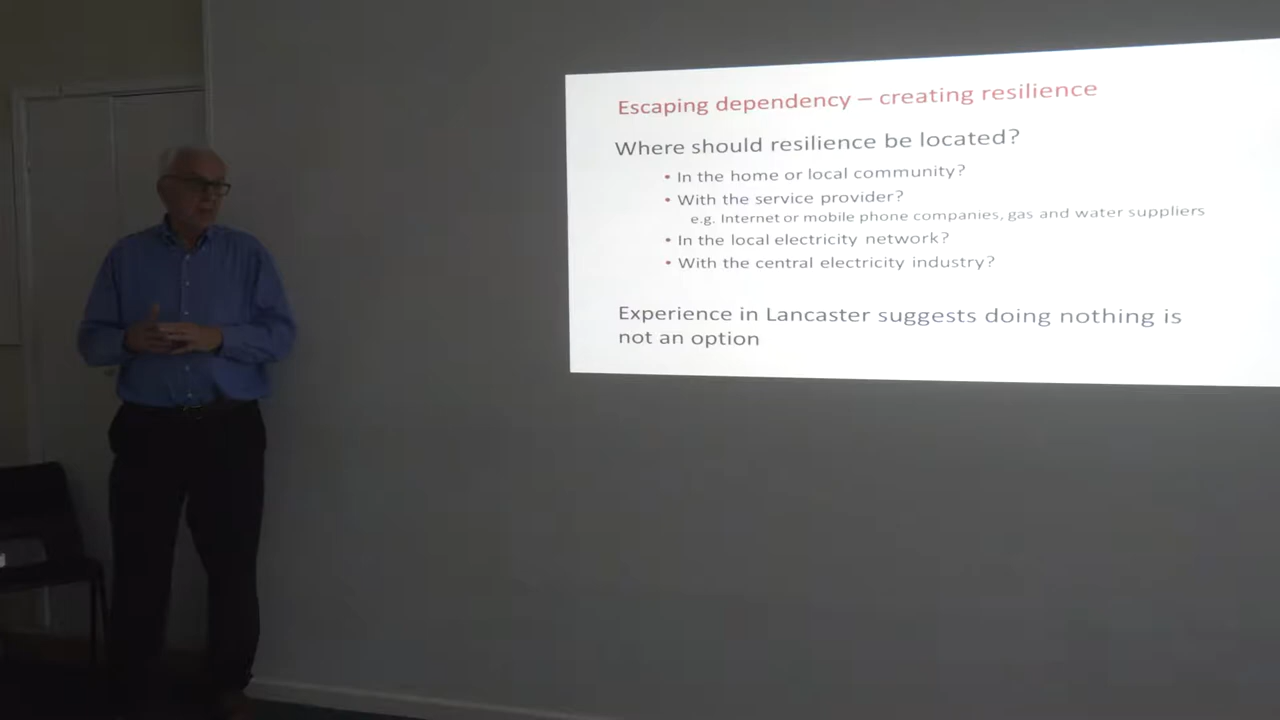 Escaping dependency – creating resilience
Where should resilience be located?
• In the home or local community?
• With the service provider?
e.g. Internet or mobile phone companies, gas and water suppliers
• In the local electricity network?
• With the central electricity industry?
Experience in Lancaster suggests doing nothing is
not an option